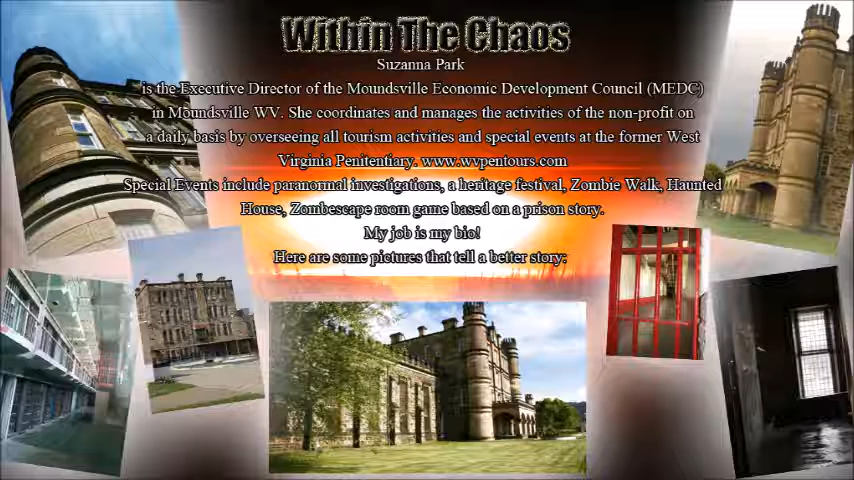 Within The Chaos
Suzanna Park
is the Executive Director of the Moundsville Economic Development Council (MEDC)
in Moundsville WV. She coordinates and manages the activities of the non-profit on
a daily basis by overseeing all tourism activities and special events at the former West
Virginia Penitentiary. www.wvpentours.com
Special Events include paranormal investigations, a heritage festival, Zombie Walk, Haunted
House, Zombescape room game based on a prison story.
My job is my bio!
Here are some pictures that tell a better story: